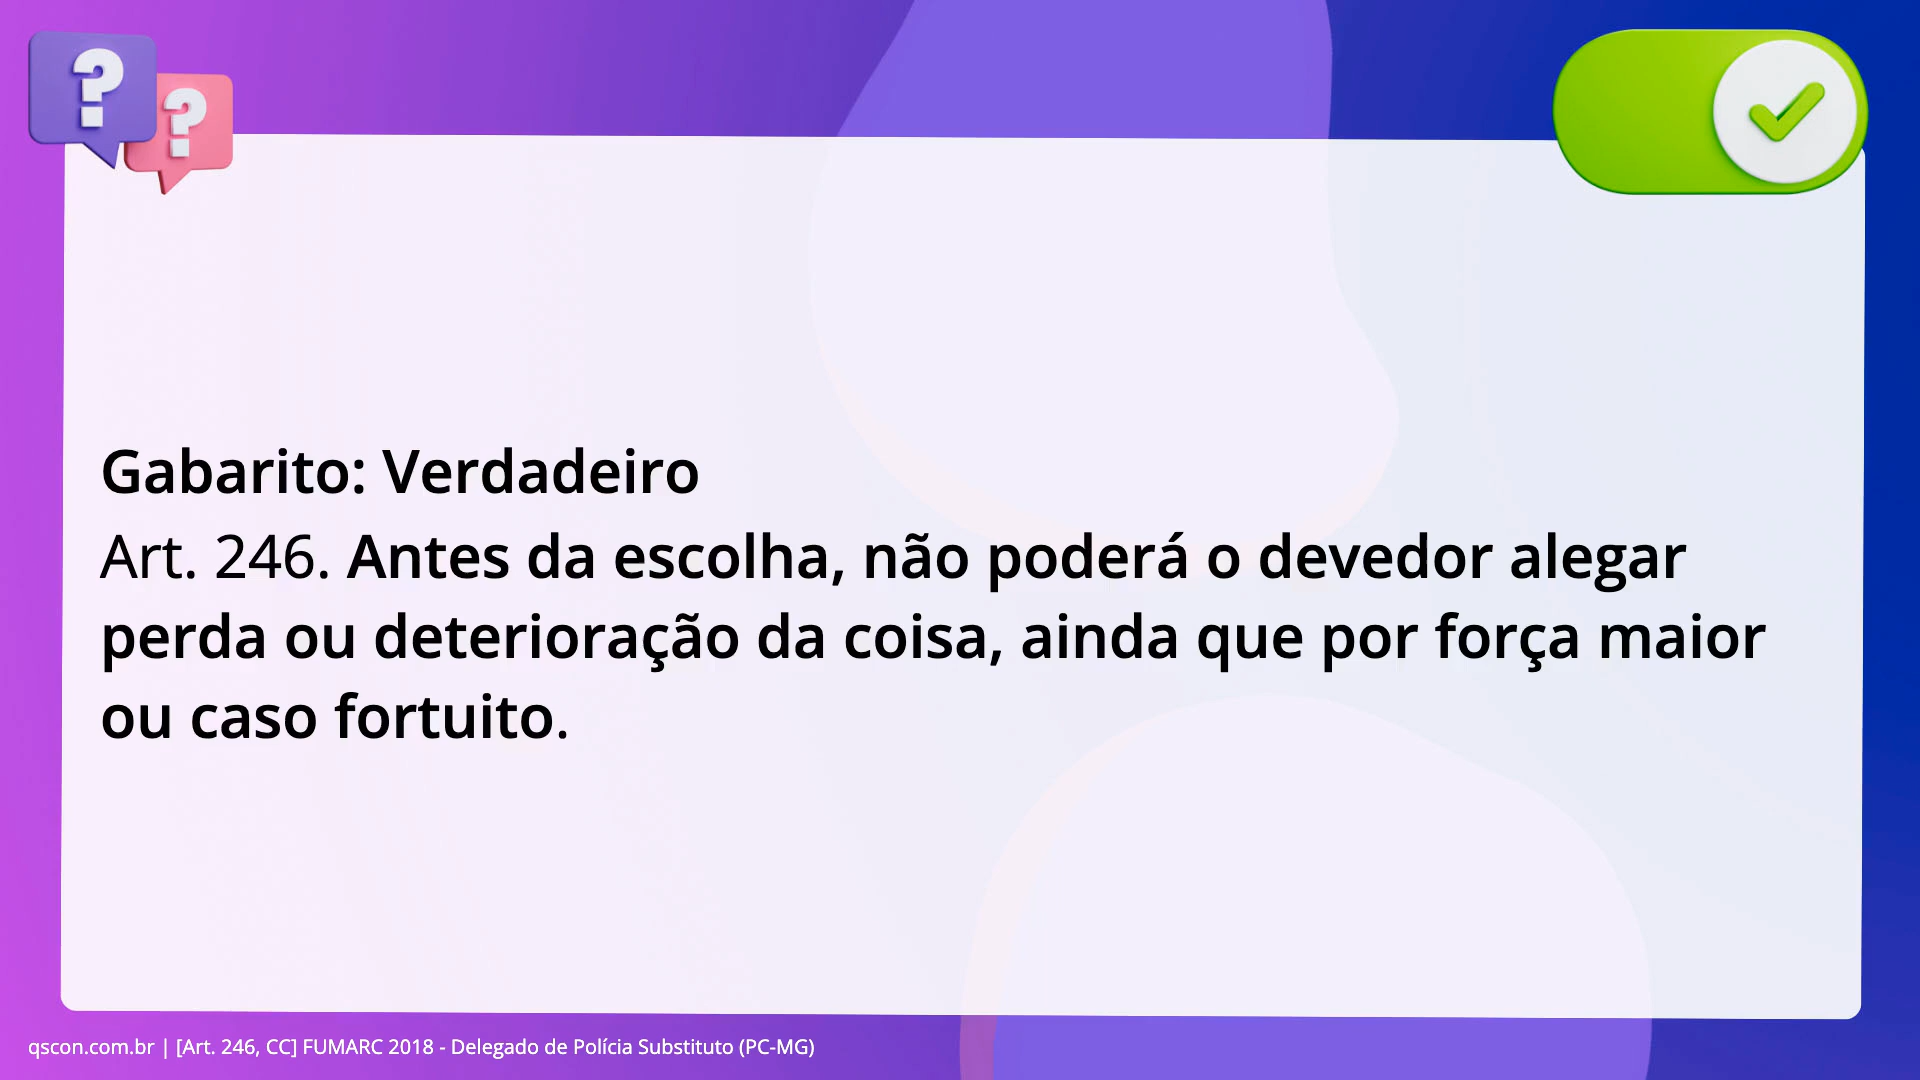 Gabarito: Verdadeiro
Art. 246. Antes da escolha, não poderá o devedor alegar
perda ou deterioração da coisa, ainda que por força maior
ou caso fortuito.
qscon.com.br | [Art. 246, CC] FUMARC 2018 - Delegado de Polícia Substituto (PC-MG)